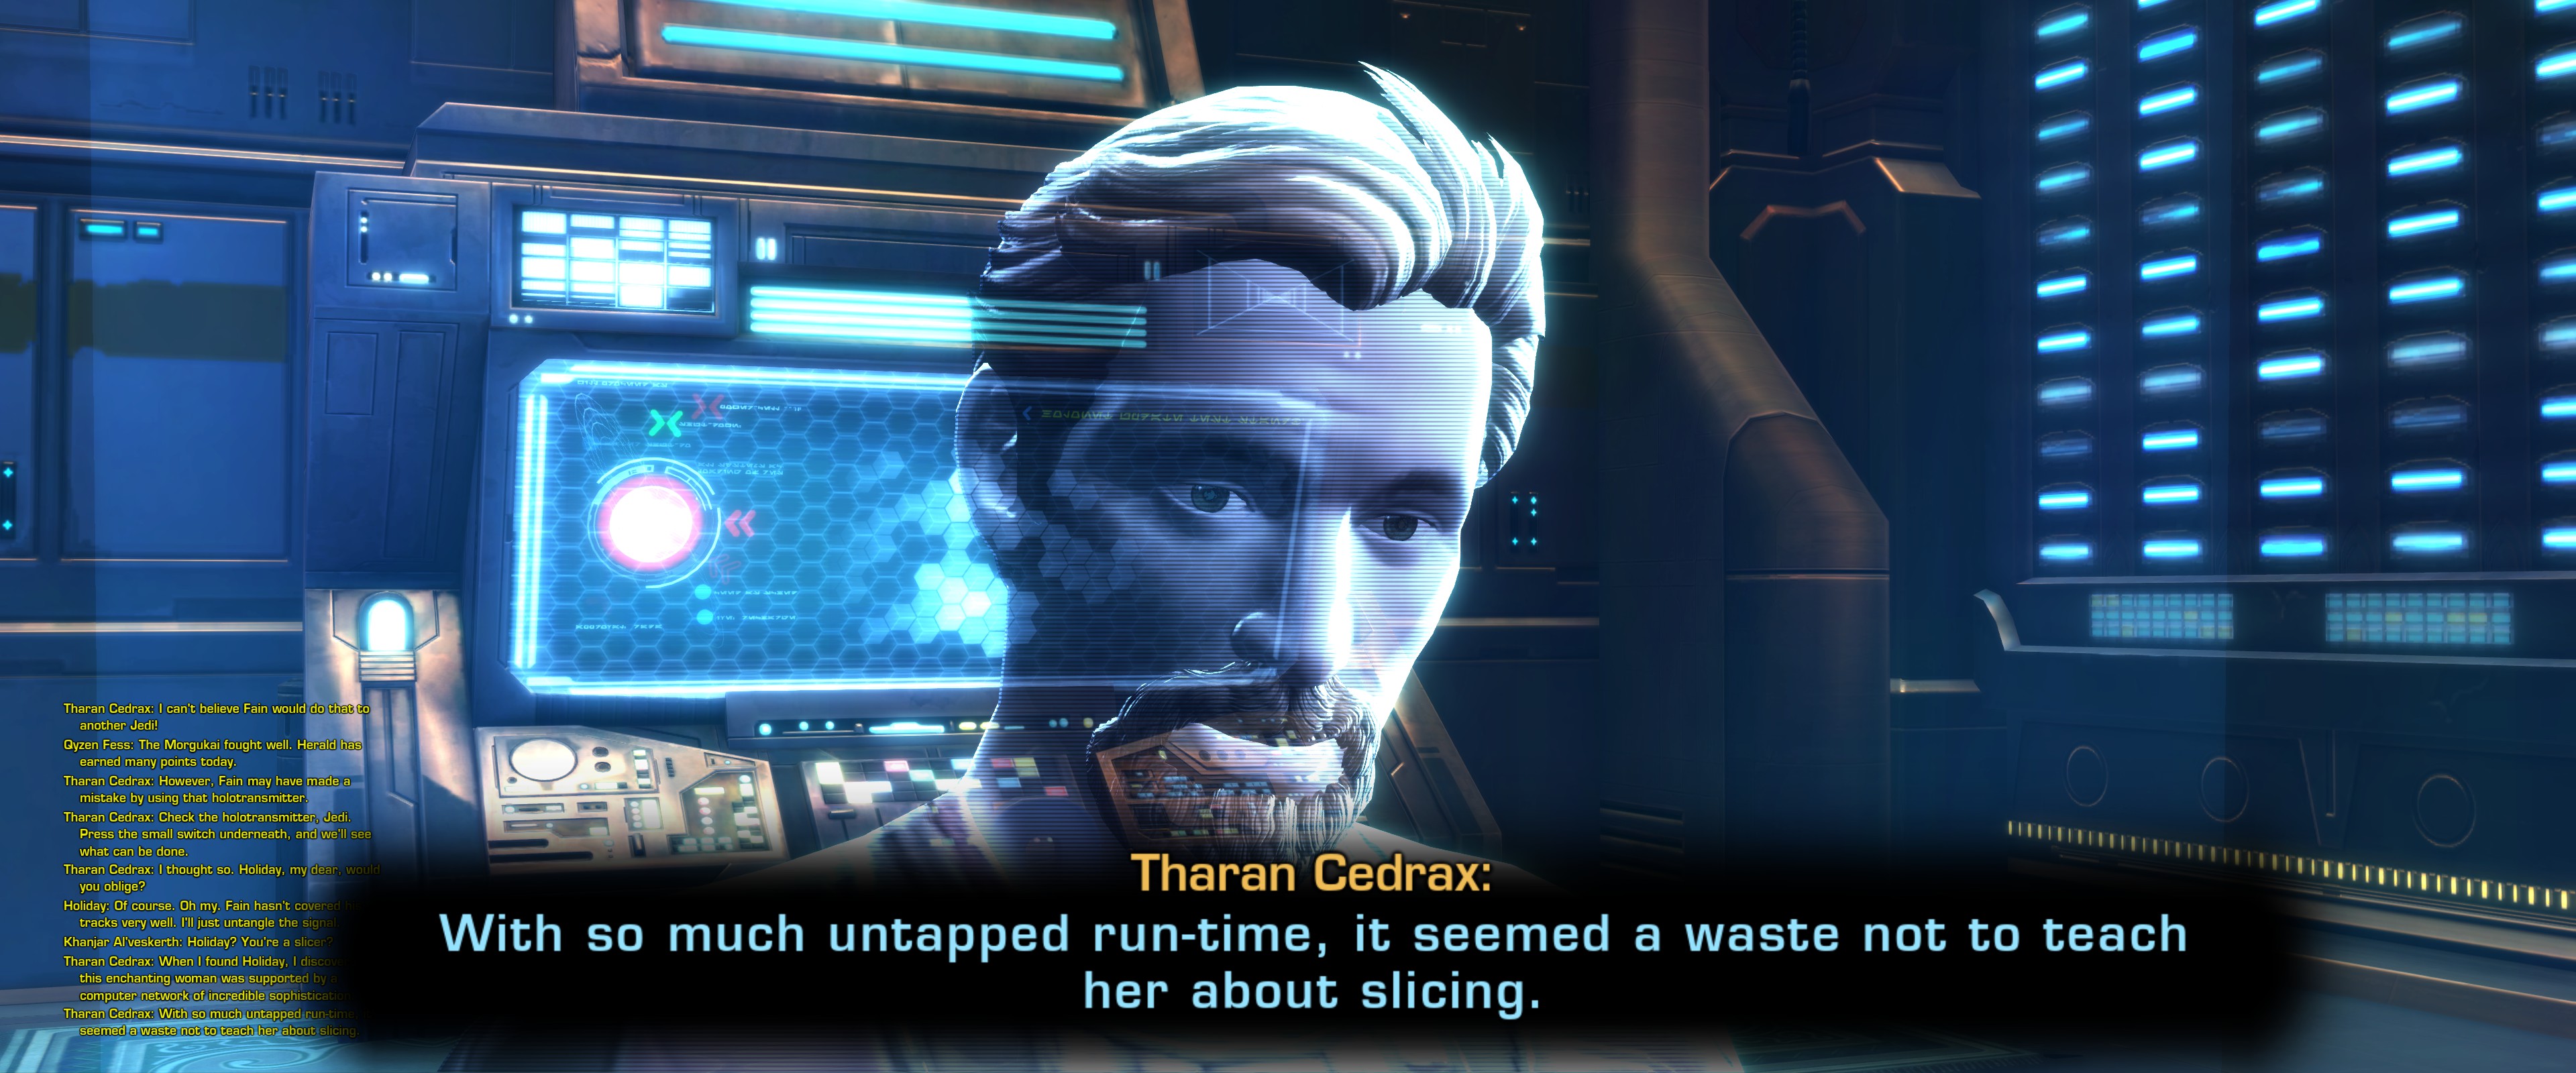 Tharan Cedrax: I can't believe Fain would do that to
another Jedi!
Qyzen Fess: The Morgukai fought well. Herald has
earned many points today.
Tharan Cedrax: However, Fain may have made a
mistake by using that holotransmitter.
Tharan Cedrax: Check the holotransmitter, Jedi.
Press the small switch underneath, and we'll see
what can be done.
Tharan Cedrax: I thought so. Holiday, my dear, would
you oblige?
Holiday: Of course. Oh my. Fain hasn't covered
tracks very well. I'll just untangle the signal
Khanjar Al'veskerth: Holiday? You're a slicer?
Tharan Cedrax: When I found Holiday, I
this enchanting woman was supported by a
computer network of incredible sophistication
Tharan Cedrax: With so much untapped run-time,
seemed a waste not to teach her about slicing.
Tharan Cedrax:
With so much untapped run-time, it seemed a waste not to teach
her about slicing.